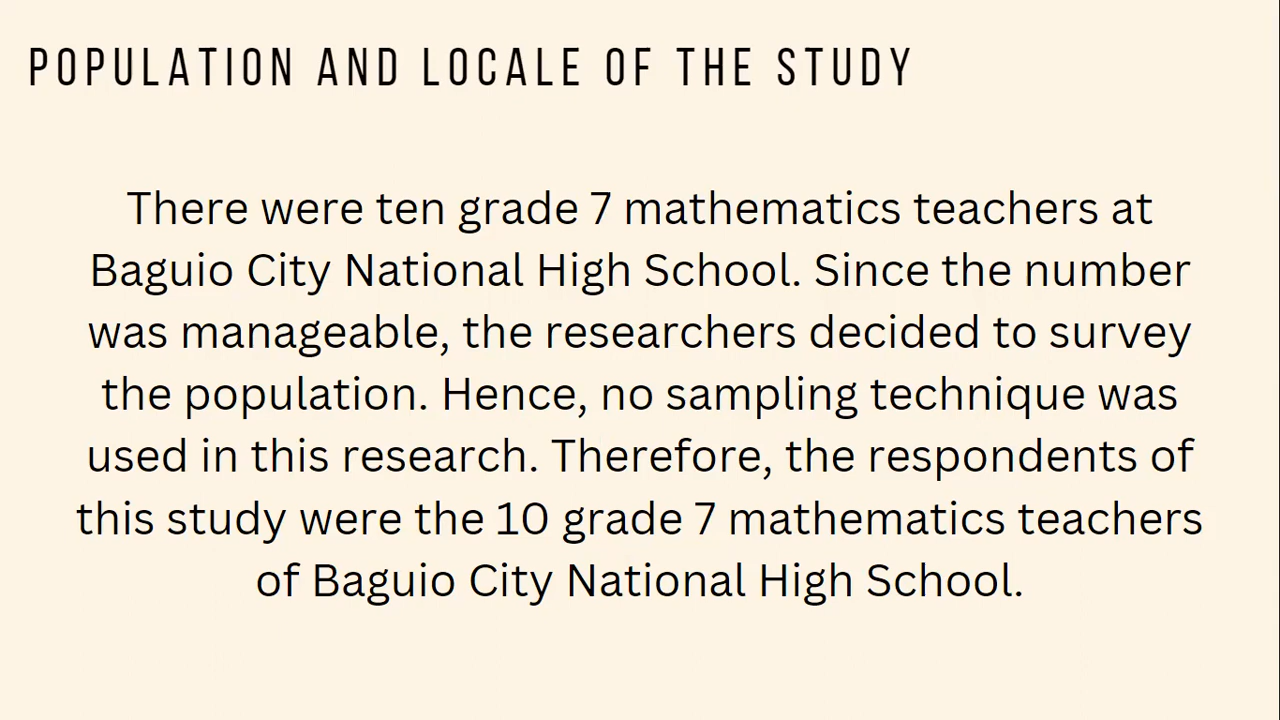 POPULATION AND LOCALE OF THE STUDY
There were ten grade 7 mathematics teachers at
Baguio City National High School. Since the number
was manageable, the researchers decided to survey
the population. Hence, no sampling technique was
used in this research. Therefore, the respondents of
this study were the 10 grade 7 mathematics teachers
of Baguio City National High School.